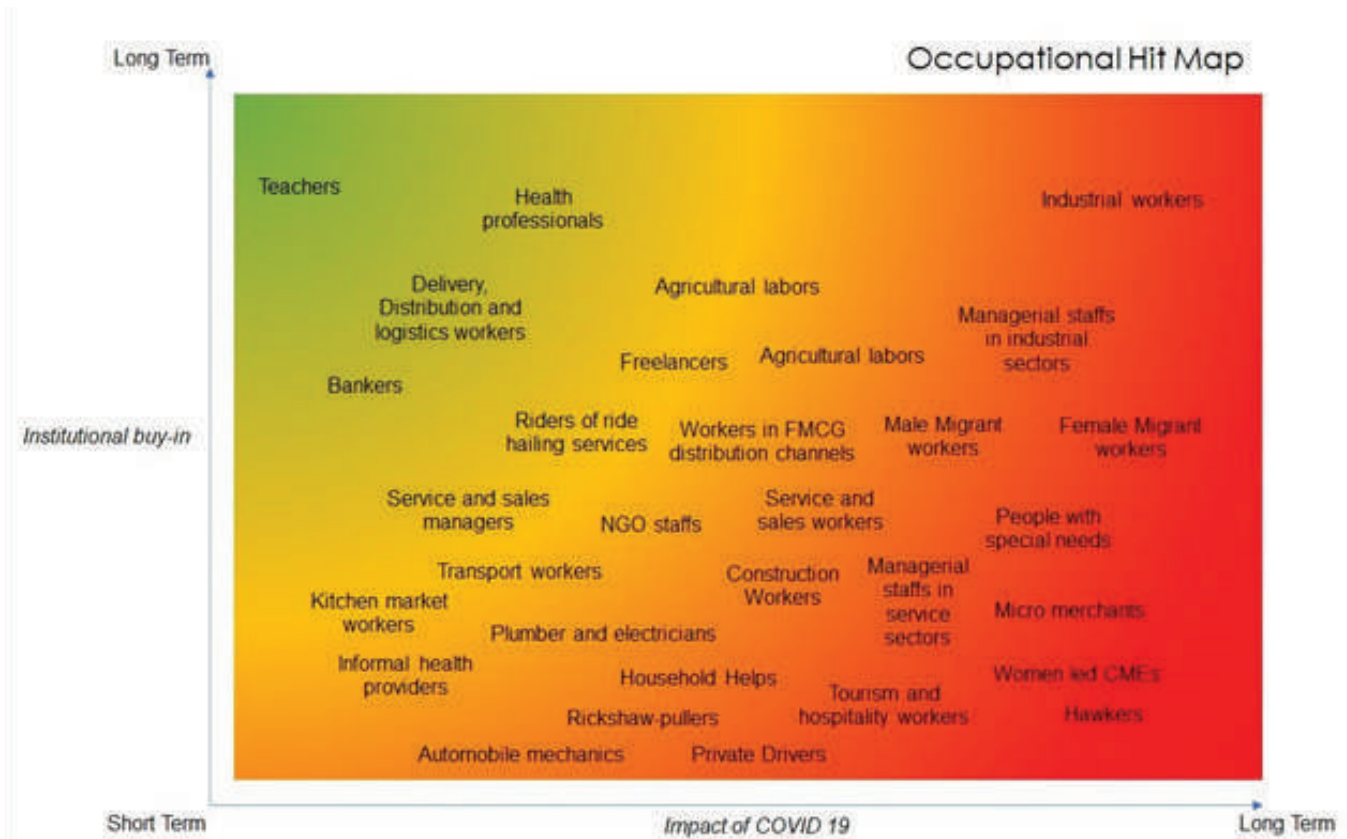 Long Term
Occupational Hit Map
Teachers
Health
professionals
Industrial workers
Delivery,
Distribution and
logistics workers
Agricultural labors
Managerial staffs
in industrial
sectors
Freelancers
Agricultural labors
Bankers
Institutional buy-in
Riders of ride
hailing services
Workers in FMCG
distribution channels
Male Migrant
workers
Female Migrant
workers
Service and sales
managers
NGO staffs
Service and
sales workers
People with
special needs
Transport workers
Construction
Workers
Managerial
staffs in
service
sectors
Kitchen market
workers
Micro merchants
Plumber and electricians
Informal health
providers
Household Helps
Women led CMEs
Tourism and
hospitality workers
Rickshaw-pullers
Hawkers
Automobile mechanics
Private Drivers
Short Term
Impact of COVID 19
Long Term